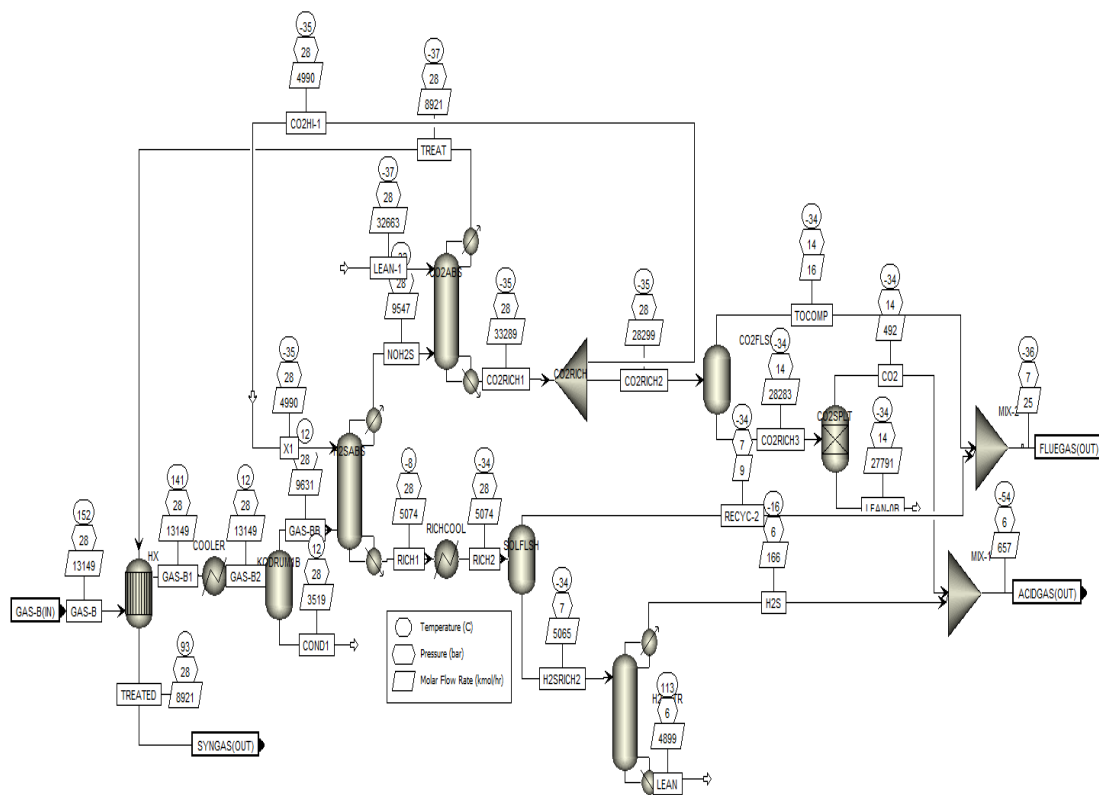 -35
28
4990
CO2HI-1
-37
28
8921
TREAT
-37
28
32663
LEAN-1
28
9547
NOH2S
CO2ABS
-35
28
33289
CO2RICH1
CO2RICH
-35
28
28299
CO2RICH2
-34
14
16
TOCOMP
CO2FLS
-34
14
28283
CO2RICH3
CO2SPLT
-34
14
492
CO2
-34
14
27791
LEAN-0B
-36
7
25
MIX-2
FLUEGAS(OUT)
-35
28
4990
X1
12
28
9631
GAS-BB
H2SABS
-8
28
5074
RICH1
RICHCOOL
-34
28
5074
RICH2
SOLFLSH
-34
7
9
RECYC-2
-16
6
166
H2S
-54
6
657
MIX-1
ACIDGAS(OUT)
152
28
13149
GAS-B(IN)
GAS-B
HX
141
28
13149
GAS-B1
COOLER
12
28
13149
GAS-B2
KODRUM1B
12
28
3519
COND1
-34
7
5065
H2SRICH2
113
6
4899
LEAN
93
28
8921
TREATED
SYNGAS(OUT)
Temperature (C)
Pressure (bar)
Molar Flow Rate (kmol/hr)